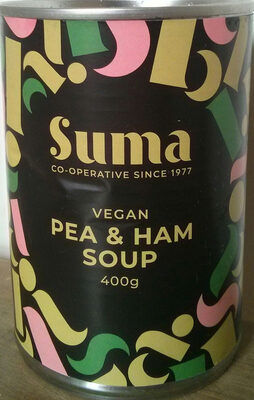 Suma
CO-OPERATIVE SINCE 1977
VEGAN
PEA & HAM
SOUP
400g